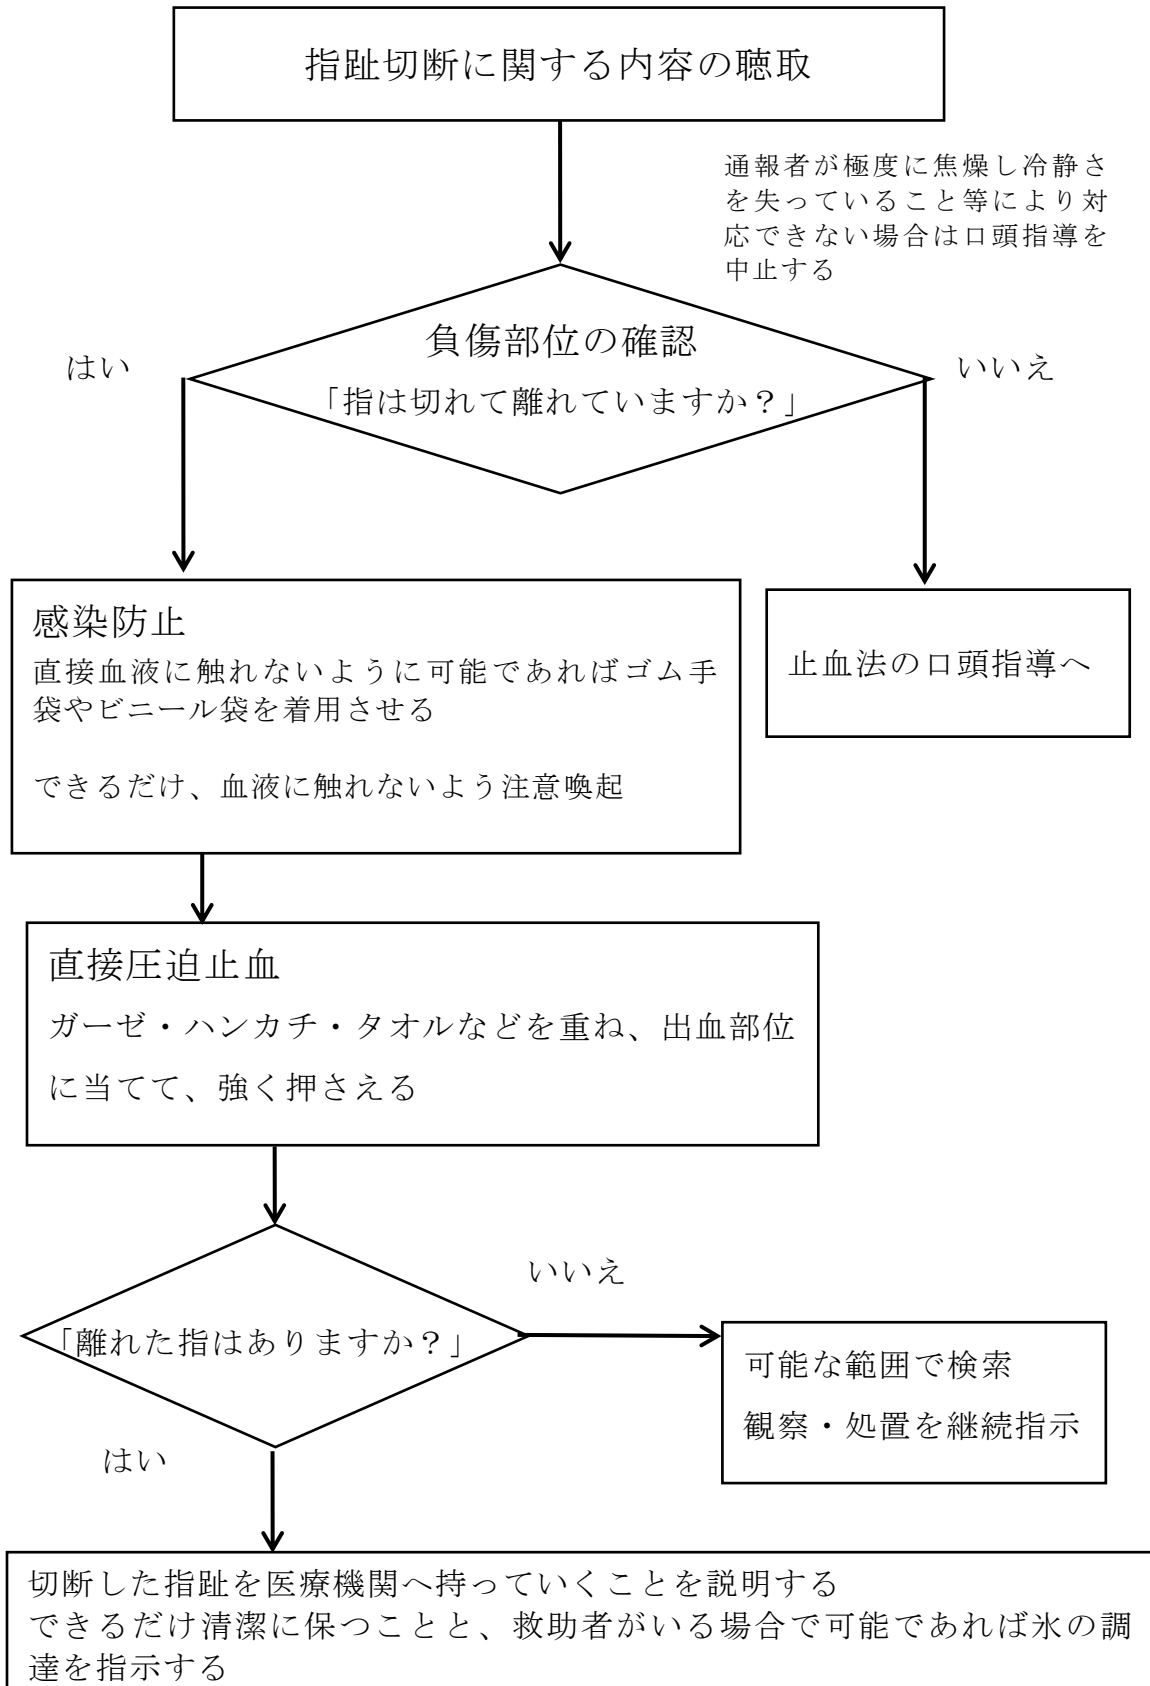 指趾切断に関する内容の聴取
通報者が極度に焦燥し冷静さ
を失っていること等により対
応できない場合は口頭指導を
中止する
負傷部位の確認
はい
いいえ
「指は切れて離れていますか？」
感染防止
直接血液に触れないように可能であればゴム手
袋やビニール袋を着用させる
できるだけ、血液に触れないよう注意喚起
止血法の口頭指導へ
直接圧迫止血
ガーゼ・ハンカチ・タオルなどを重ね、出血部位
に当てて、強く押さえる
いいえ
「離れた指はありますか？」
可能な範囲で検索
観察・処置を継続指示
はい
切断した指趾を医療機関へ持っていくことを説明する
できるだけ清潔に保つことと、救助者がいる場合で可能であれば氷の調
達を指示する